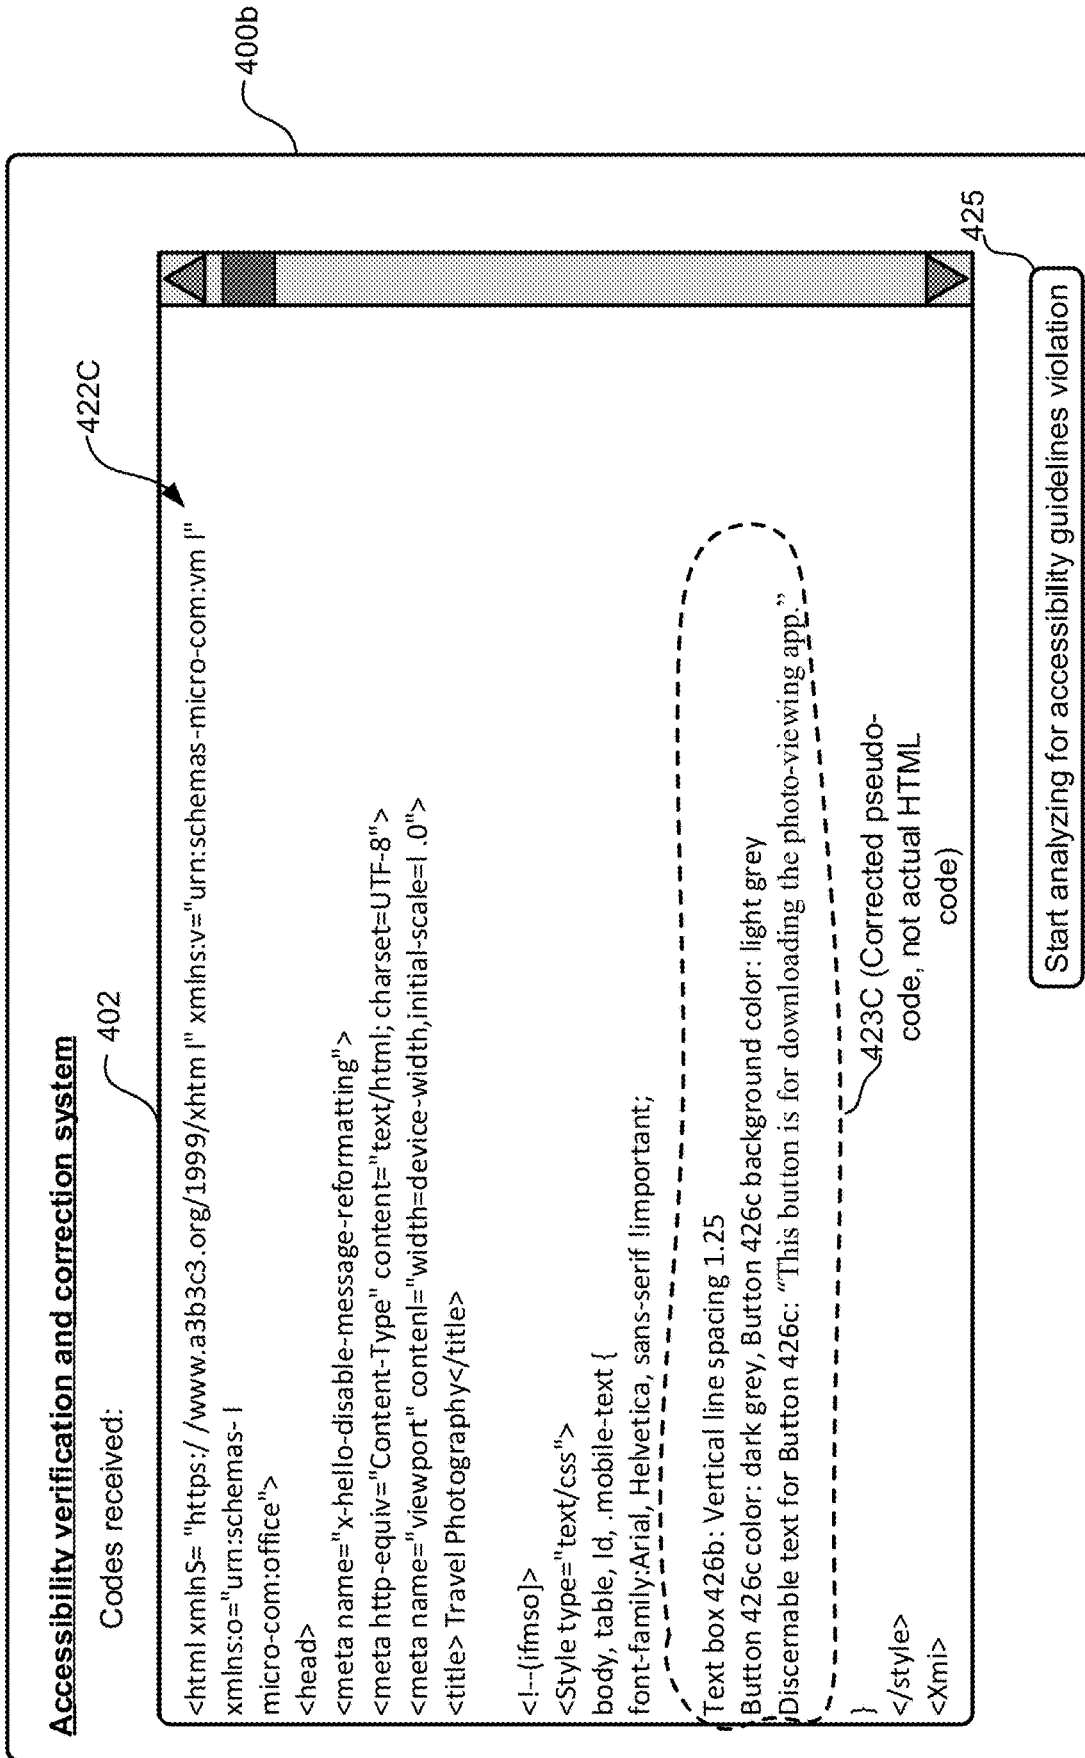 Accessibility verification and correction system
400b
Codes received:
402
422C
<html xmlnS= "https:/ /www.a3b3c3.org/1999/xhtm l" xmlns:v="urn:schemas-micro-com:vm l"
xmlns:o="urn:schemas- l
micro-com:office">
<head>
<meta name="x-hello-disable-message-reformatting">
<meta http-equiv="Content-Type" content="text/html; charset=UTF-8">
<meta name="viewport" contenl="width=device-width,initial-scale=l .0">
<title> Travel Photography</title>
<!--{ifmso]>
<Style type="text/css">
body, table, Id, .mobile-text {
font-family:Arial, Helvetica, sans-serif !important;
Text box 426b: Vertical line spacing 1.25
Button 426c color: dark grey, Button 426c background color: light grey
Discernable text for Button 426c: “This button is for downloading the photo-viewing app.”
}
</style>
<Xmi>
423C (Corrected pseudo-
code, not actual HTML
code)
425
Start analyzing for accessibility guidelines violation